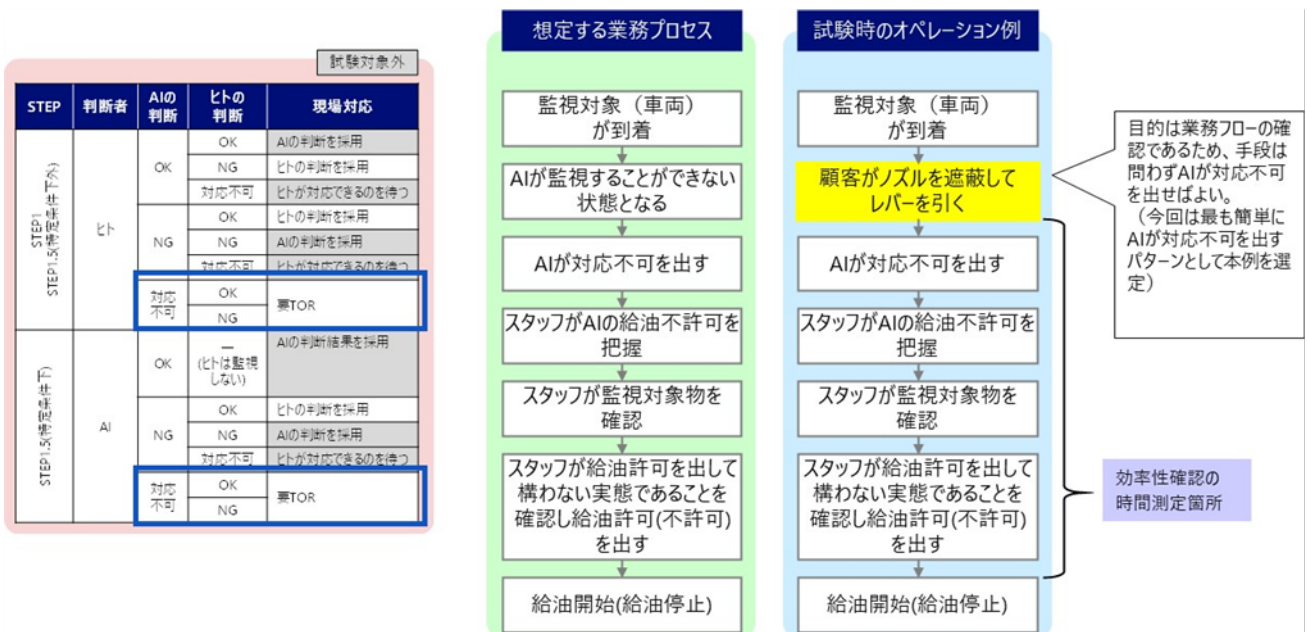 試験対象外
STEP 判断者 AIの判断 ヒトの判断 現場対応
STEP1
STEP1.5(特定条件下外)
ヒト
OK
OK AIの判断を採用
NG ヒトの判断を採用
対応不可 ヒトが対応できるのを待つ
NG
OK ヒトの判断を採用
NG AIの判断を採用
対応不可 ヒトが対応できるのを待つ
対応
不可
OK
NG
要TOR
STEP1.5(特定条件下)
AI
OK
―
(ヒトは監視
しない)
AIの判断結果を採用
NG
OK ヒトの判断を採用
NG AIの判断を採用
対応不可 ヒトが対応できるのを待つ
対応
不可
OK
NG
要TOR
想定する業務プロセス
監視対象（車両）
が到着
AIが監視することができない
状態となる
AIが対応不可を出す
スタッフがAIの給油不許可を
把握
スタッフが監視対象物を
確認
スタッフが給油許可を出して
構わない実態であることを
確認し給油許可(不許可)
を出す
給油開始(給油停止)
試験時のオペレーション例
監視対象（車両）
が到着
顧客がノズルを遮蔽して
レバーを引く
AIが対応不可を出す
スタッフがAIの給油不許可を
把握
スタッフが監視対象物を
確認
スタッフが給油許可を出して
構わない実態であることを
確認し給油許可(不許可)
を出す
給油開始(給油停止)
目的は業務フローの確
認であるため、手段は
問わずAIが対応不可
を出せばよい。
（今回は最も簡単に
AIが対応不可を出す
パターンとして本例を選
定）
効率性確認の
時間測定箇所